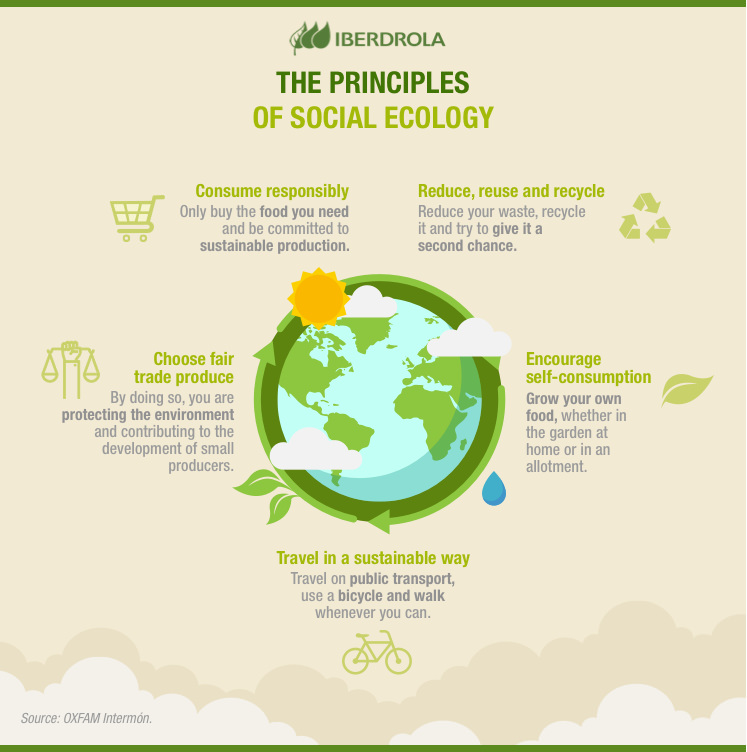 IBERDROLA
THE PRINCIPLES
OF SOCIAL ECOLOGY
Consume responsibly
Only buy the food you need
and be committed to
sustainable production.
Reduce, reuse and recycle
Reduce your waste, recycle
it and try to give it a
second chance.
Choose fair
trade produce
By doing so, you are
protecting the environment
and contributing to the
development of small
producers.
Encourage
self-consumption
Grow your own
food, whether in
the garden at
home or in an
allotment.
Travel in a sustainable way
Travel on public transport,
use a bicycle and walk
whenever you can.
Source: OXFAM Intermón.